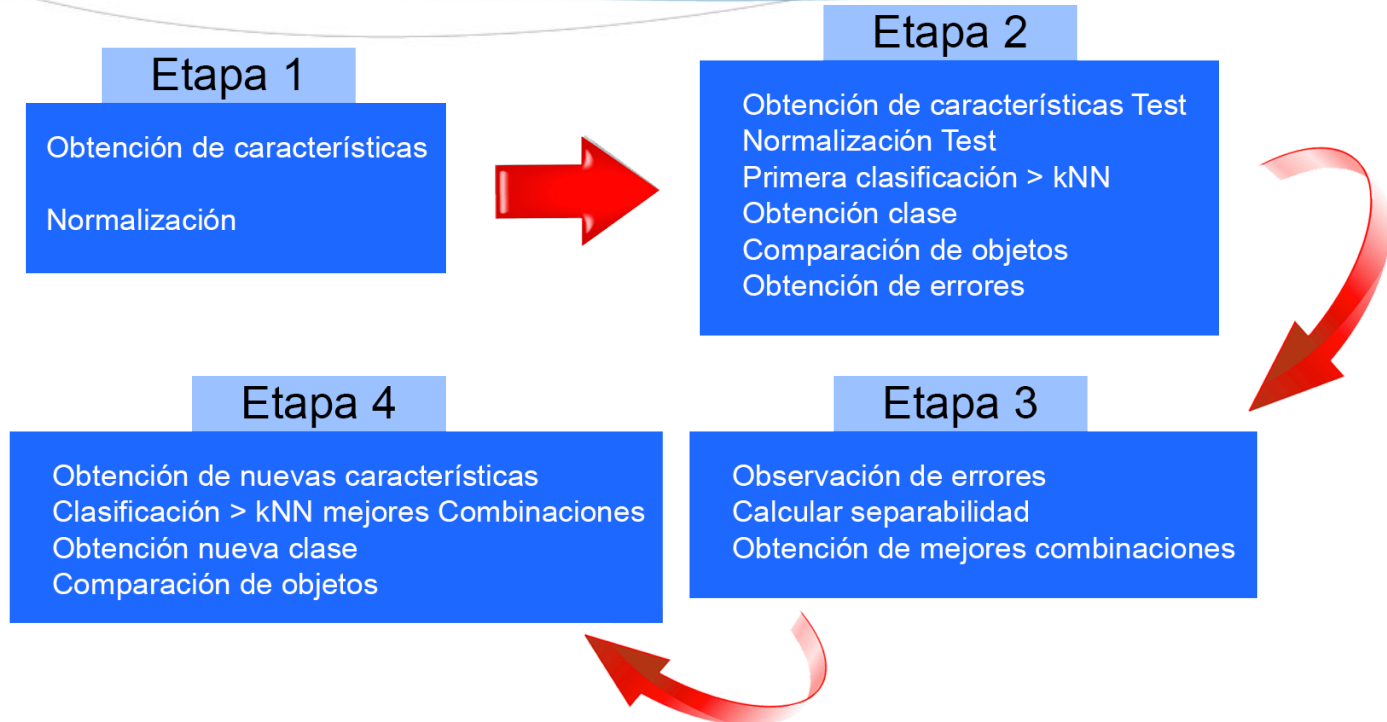 Etapa 1
Obtención de características
Normalización
Etapa 2
Obtención de características Test
Normalización Test
Primera clasificación > kNN
Obtención clase
Comparación de objetos
Obtención de errores
Etapa 3
Observación de errores
Calcular separabilidad
Obtención de mejores combinaciones
Etapa 4
Obtención de nuevas características
Clasificación > kNN mejores Combinaciones
Obtención nueva clase
Comparación de objetos